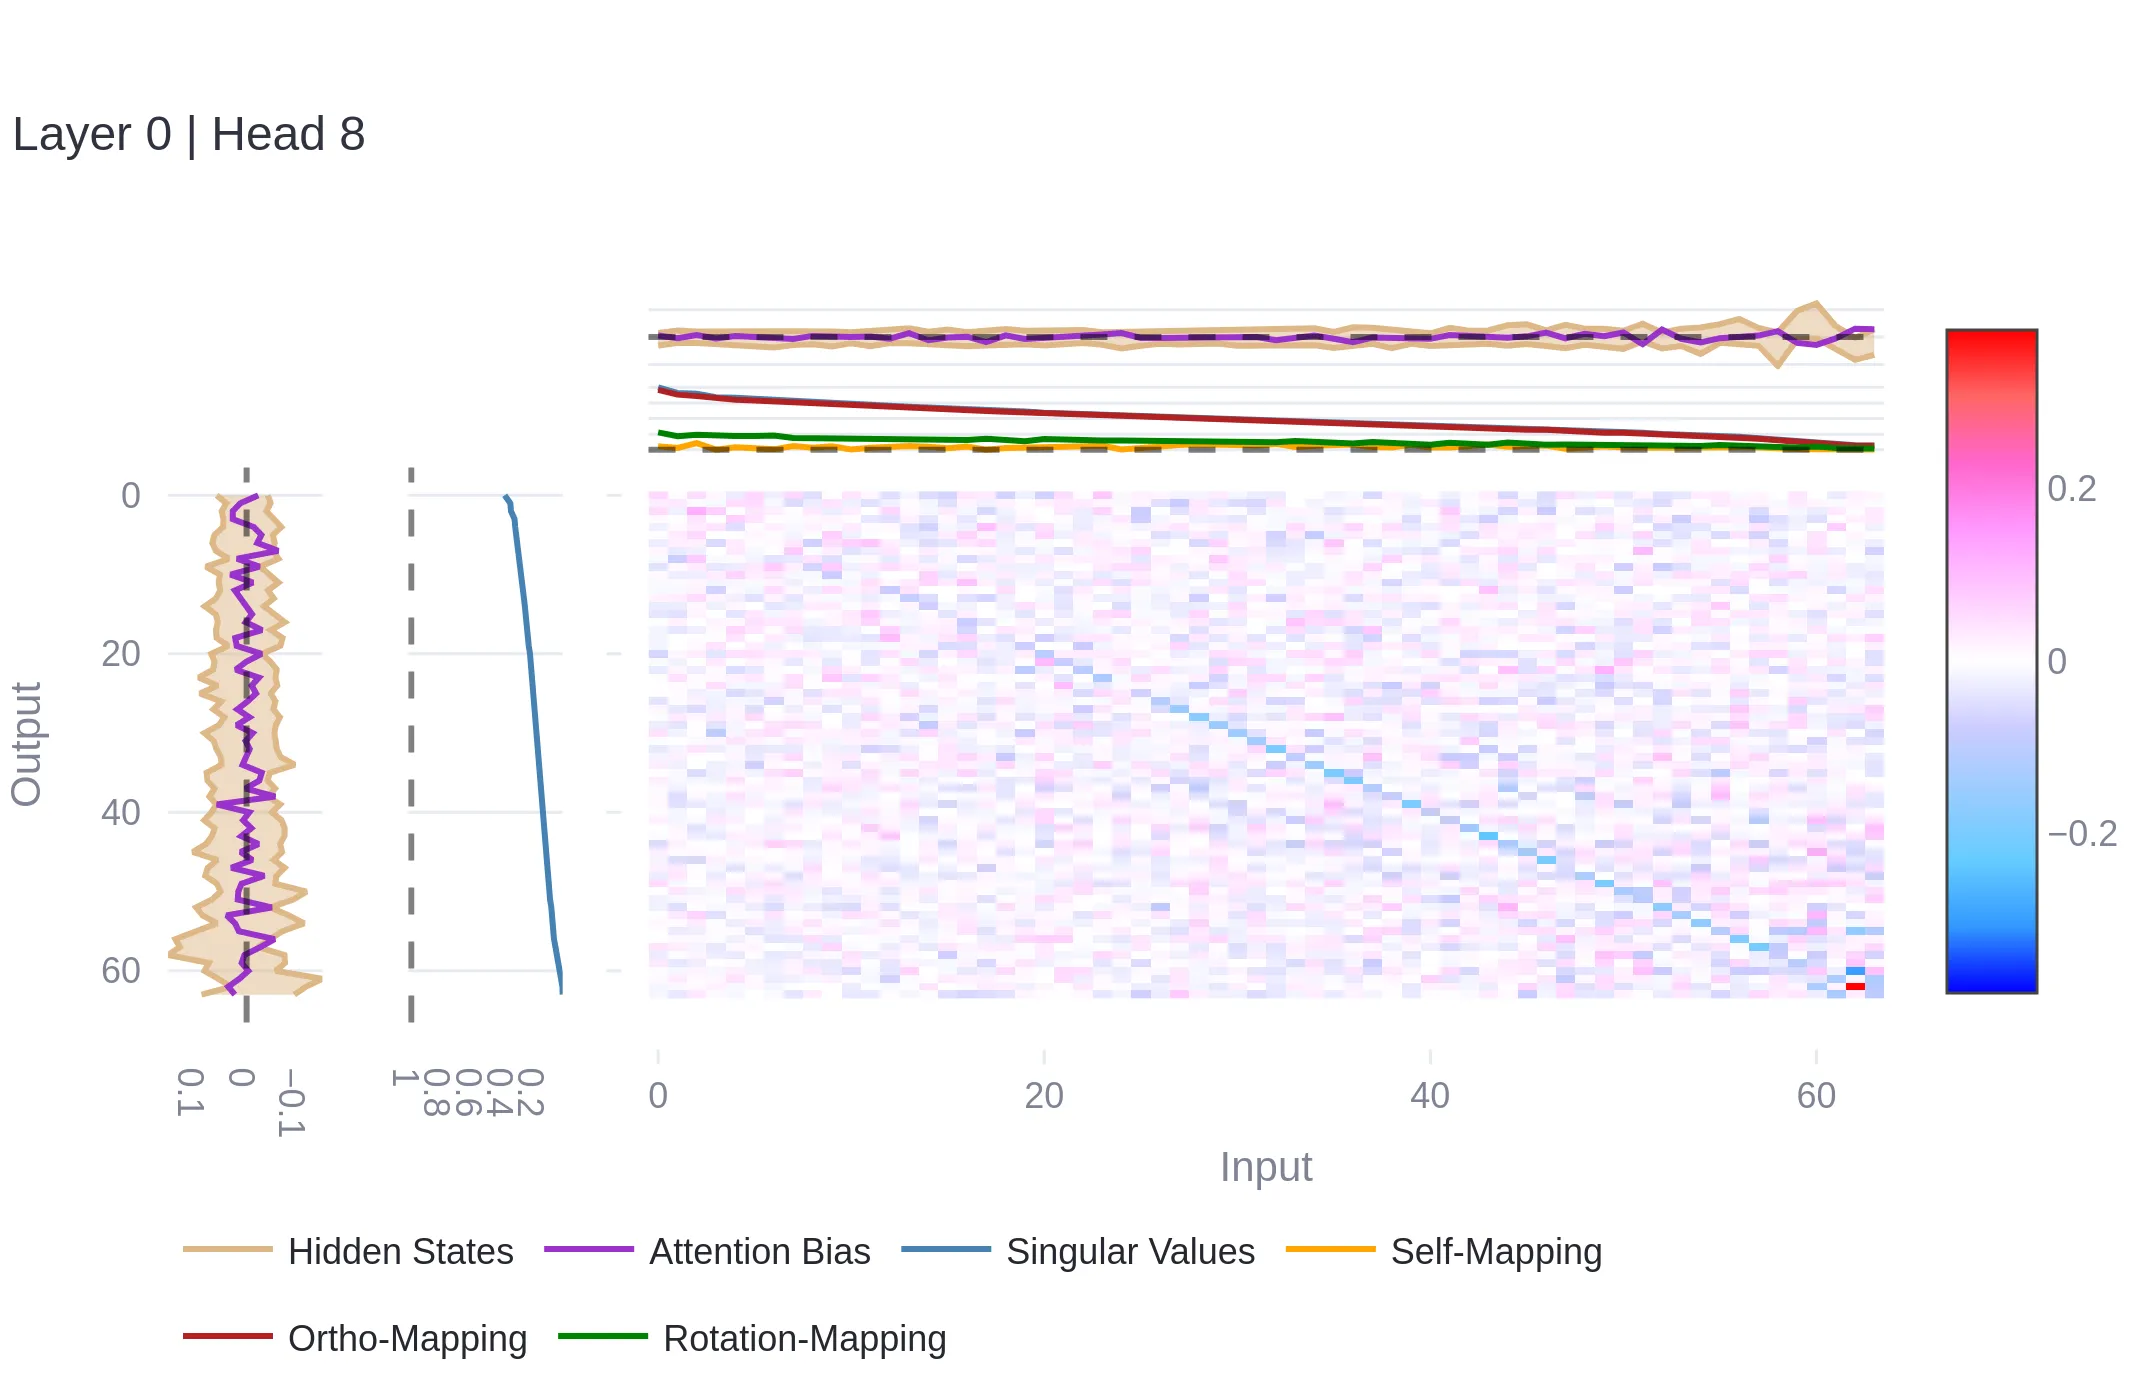 Layer 0 | Head 8
0
20
40
60
Output
0.1
0
−0.1
1
0.8
0.6
0.4
0.2
0
20
40
60
Input
0.2
0
−0.2
Hidden States
Attention Bias
Singular Values
Self-Mapping
Ortho-Mapping
Rotation-Mapping